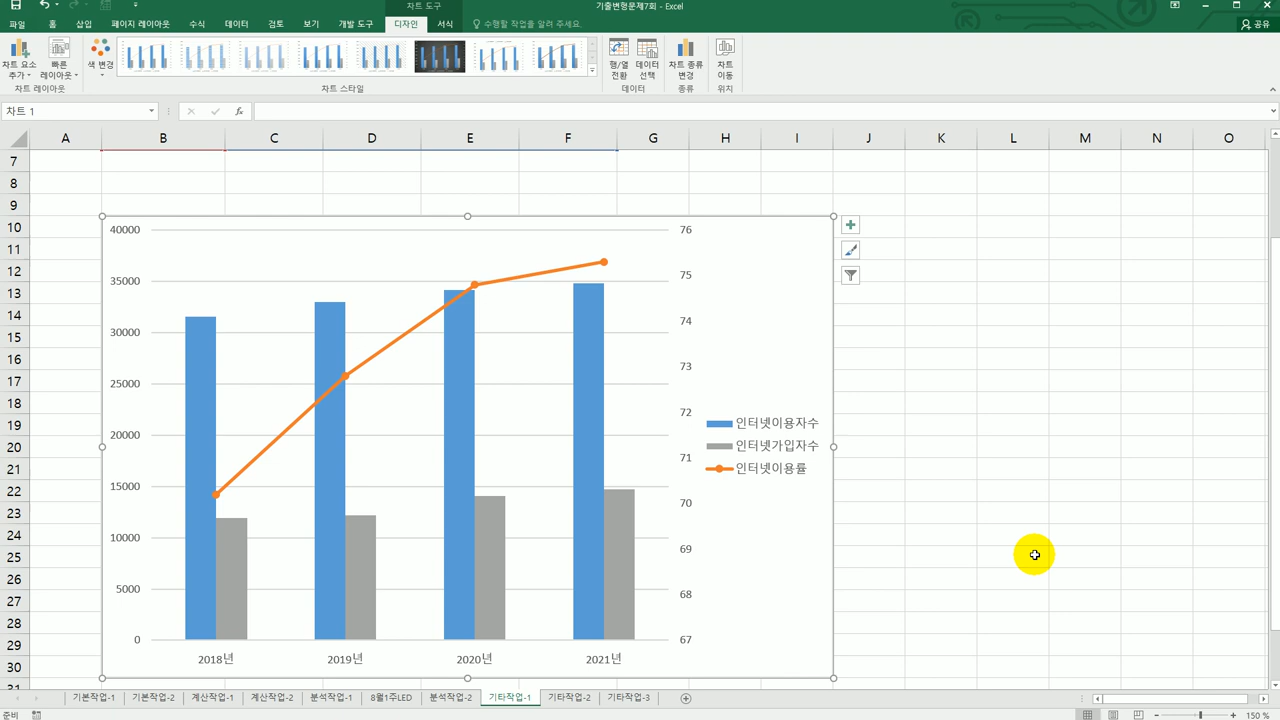 차트 도구
기출변형문제7회 - Excel
파일 홈 삽입 페이지 레이아웃 수식 데이터 검토 보기 개발 도구 디자인 서식 수행할 작업을 알려 주세요. 공유
차트 요소 추가
빠른 레이아웃
색 변경
행/열 전환
데이터 선택
차트 종류 변경
차트 이동
차트 레이아웃 차트 스타일 데이터 종류 위치
차트 1
fx
A B C D E F G H I J K L M N O
7
8
9
10
11
12
13
14
15
16
17
18
19
20
21
22
23
24
25
26
27
28
29
30
31
40000
35000
30000
25000
20000
15000
10000
5000
0
76
75
74
73
72
71
70
69
68
67
인터넷이용자수
인터넷가입자수
인터넷이용률
2018년 2019년 2020년 2021년
기본작업-1 기본작업-2 계산작업-1 계산작업-2 분석작업-1 8월1주LED 분석작업-2 기타작업-1 기타작업-2 기타작업-3
준비
150 %